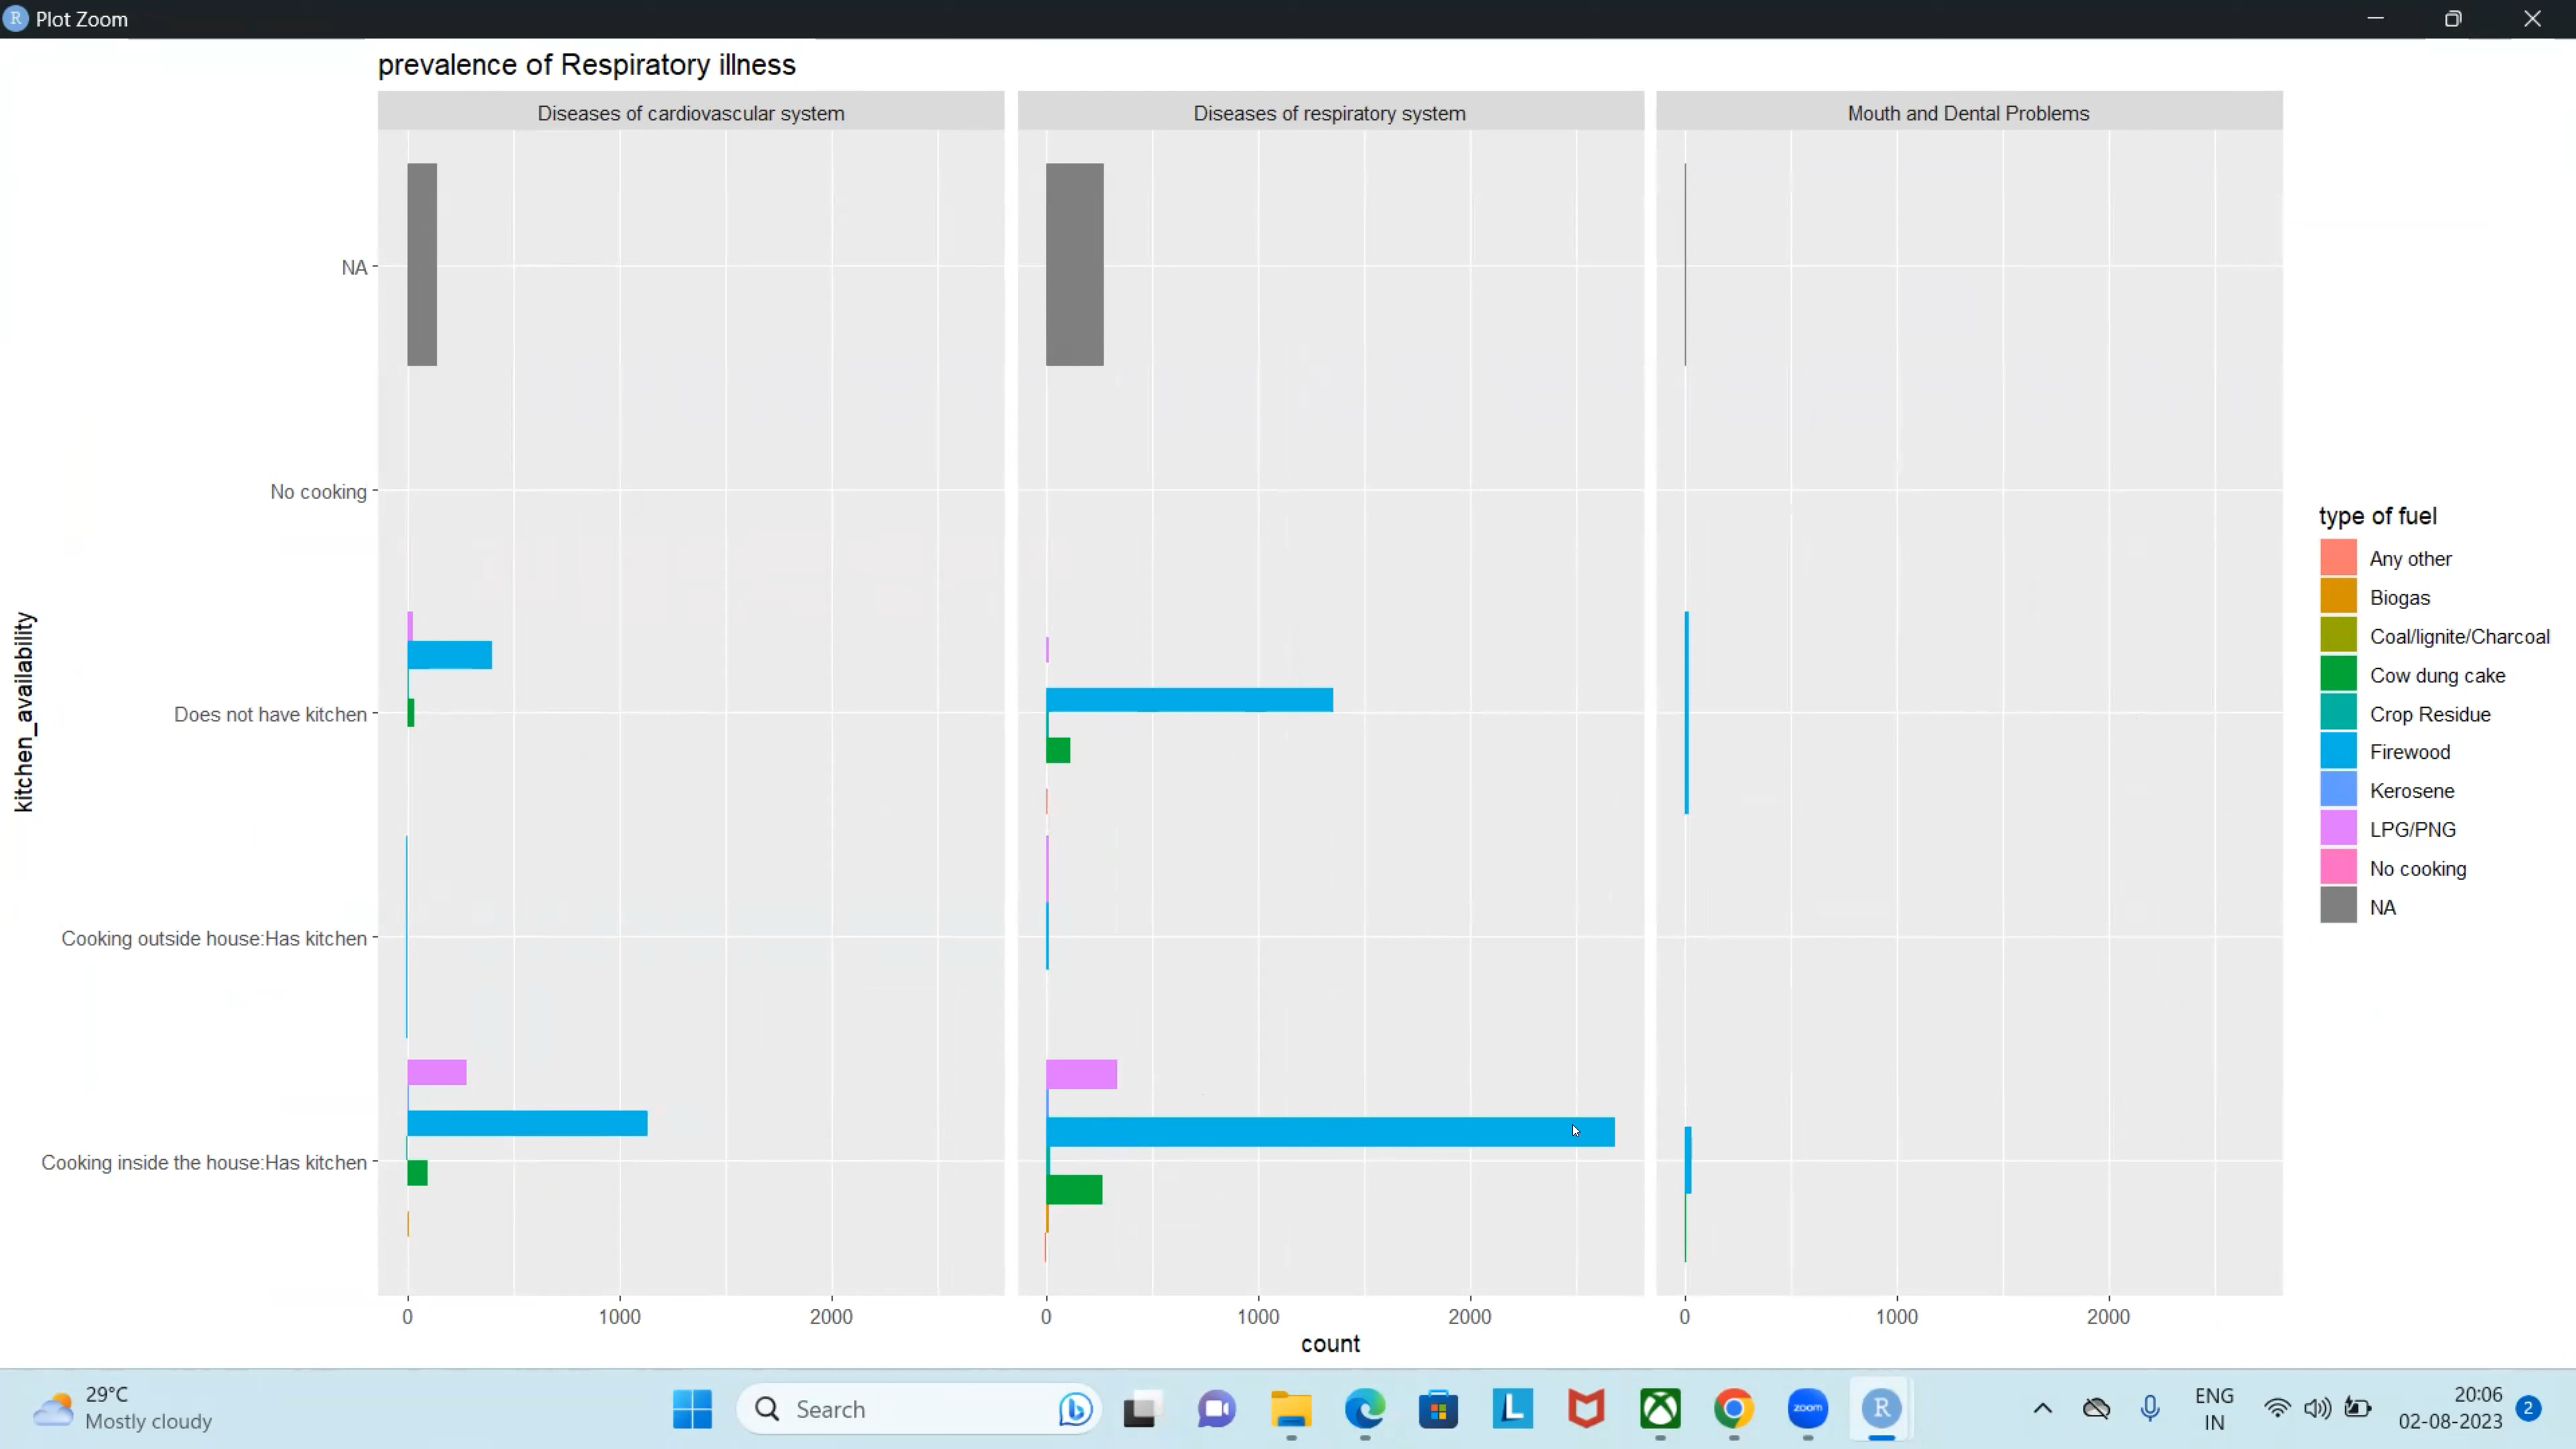 Plot Zoom
prevalence of Respiratory illness
Diseases of cardiovascular system
Diseases of respiratory system
Mouth and Dental Problems
kitchen_availability
NA
No cooking
Does not have kitchen
Cooking outside house:Has kitchen
Cooking inside the house:Has kitchen
0 1000 2000
0 1000 2000
0 1000 2000
count
type of fuel
Any other
Biogas
Coal/lignite/Charcoal
Cow dung cake
Crop Residue
Firewood
Kerosene
LPG/PNG
No cooking
NA
29°C
Mostly cloudy
Search
zoom
ENG
IN
20:06
02-08-2023
2